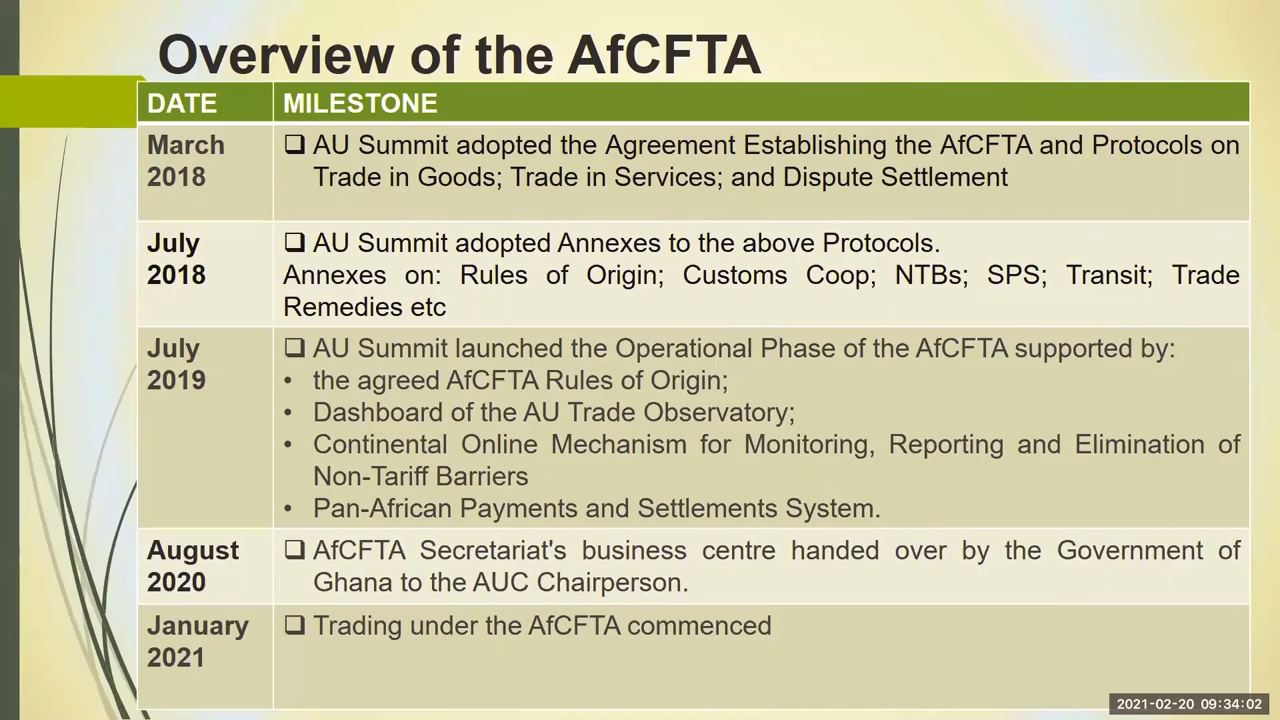 Overview of the AfCFTA
DATE MILESTONE
March 2018
❑ AU Summit adopted the Agreement Establishing the AfCFTA and Protocols on
Trade in Goods; Trade in Services; and Dispute Settlement
July 2018
❑ AU Summit adopted Annexes to the above Protocols.
Annexes on: Rules of Origin; Customs Coop; NTBs; SPS; Transit; Trade
Remedies etc
July 2019
❑ AU Summit launched the Operational Phase of the AfCFTA supported by:
• the agreed AfCFTA Rules of Origin;
• Dashboard of the AU Trade Observatory;
• Continental Online Mechanism for Monitoring, Reporting and Elimination of
Non-Tariff Barriers
• Pan-African Payments and Settlements System.
August 2020
❑ AfCFTA Secretariat's business centre handed over by the Government of
Ghana to the AUC Chairperson.
January 2021
❑ Trading under the AfCFTA commenced
2021-02-20 09:34:02